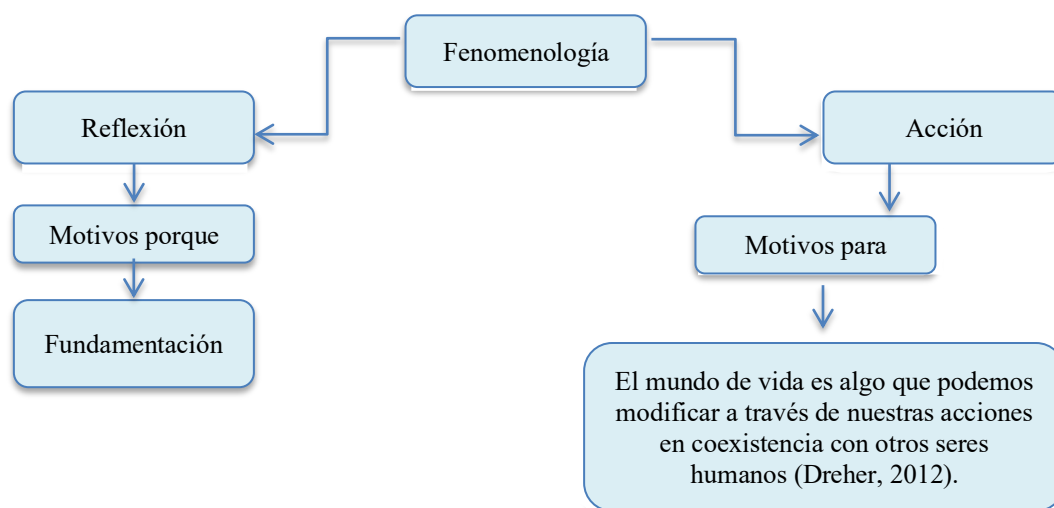 Fenomenología
Reflexión
Acción
Motivos porque
Motivos para
Fundamentación
El mundo de vida es algo que podemos
modificar a través de nuestras acciones
en coexistencia con otros seres
humanos (Dreher, 2012).